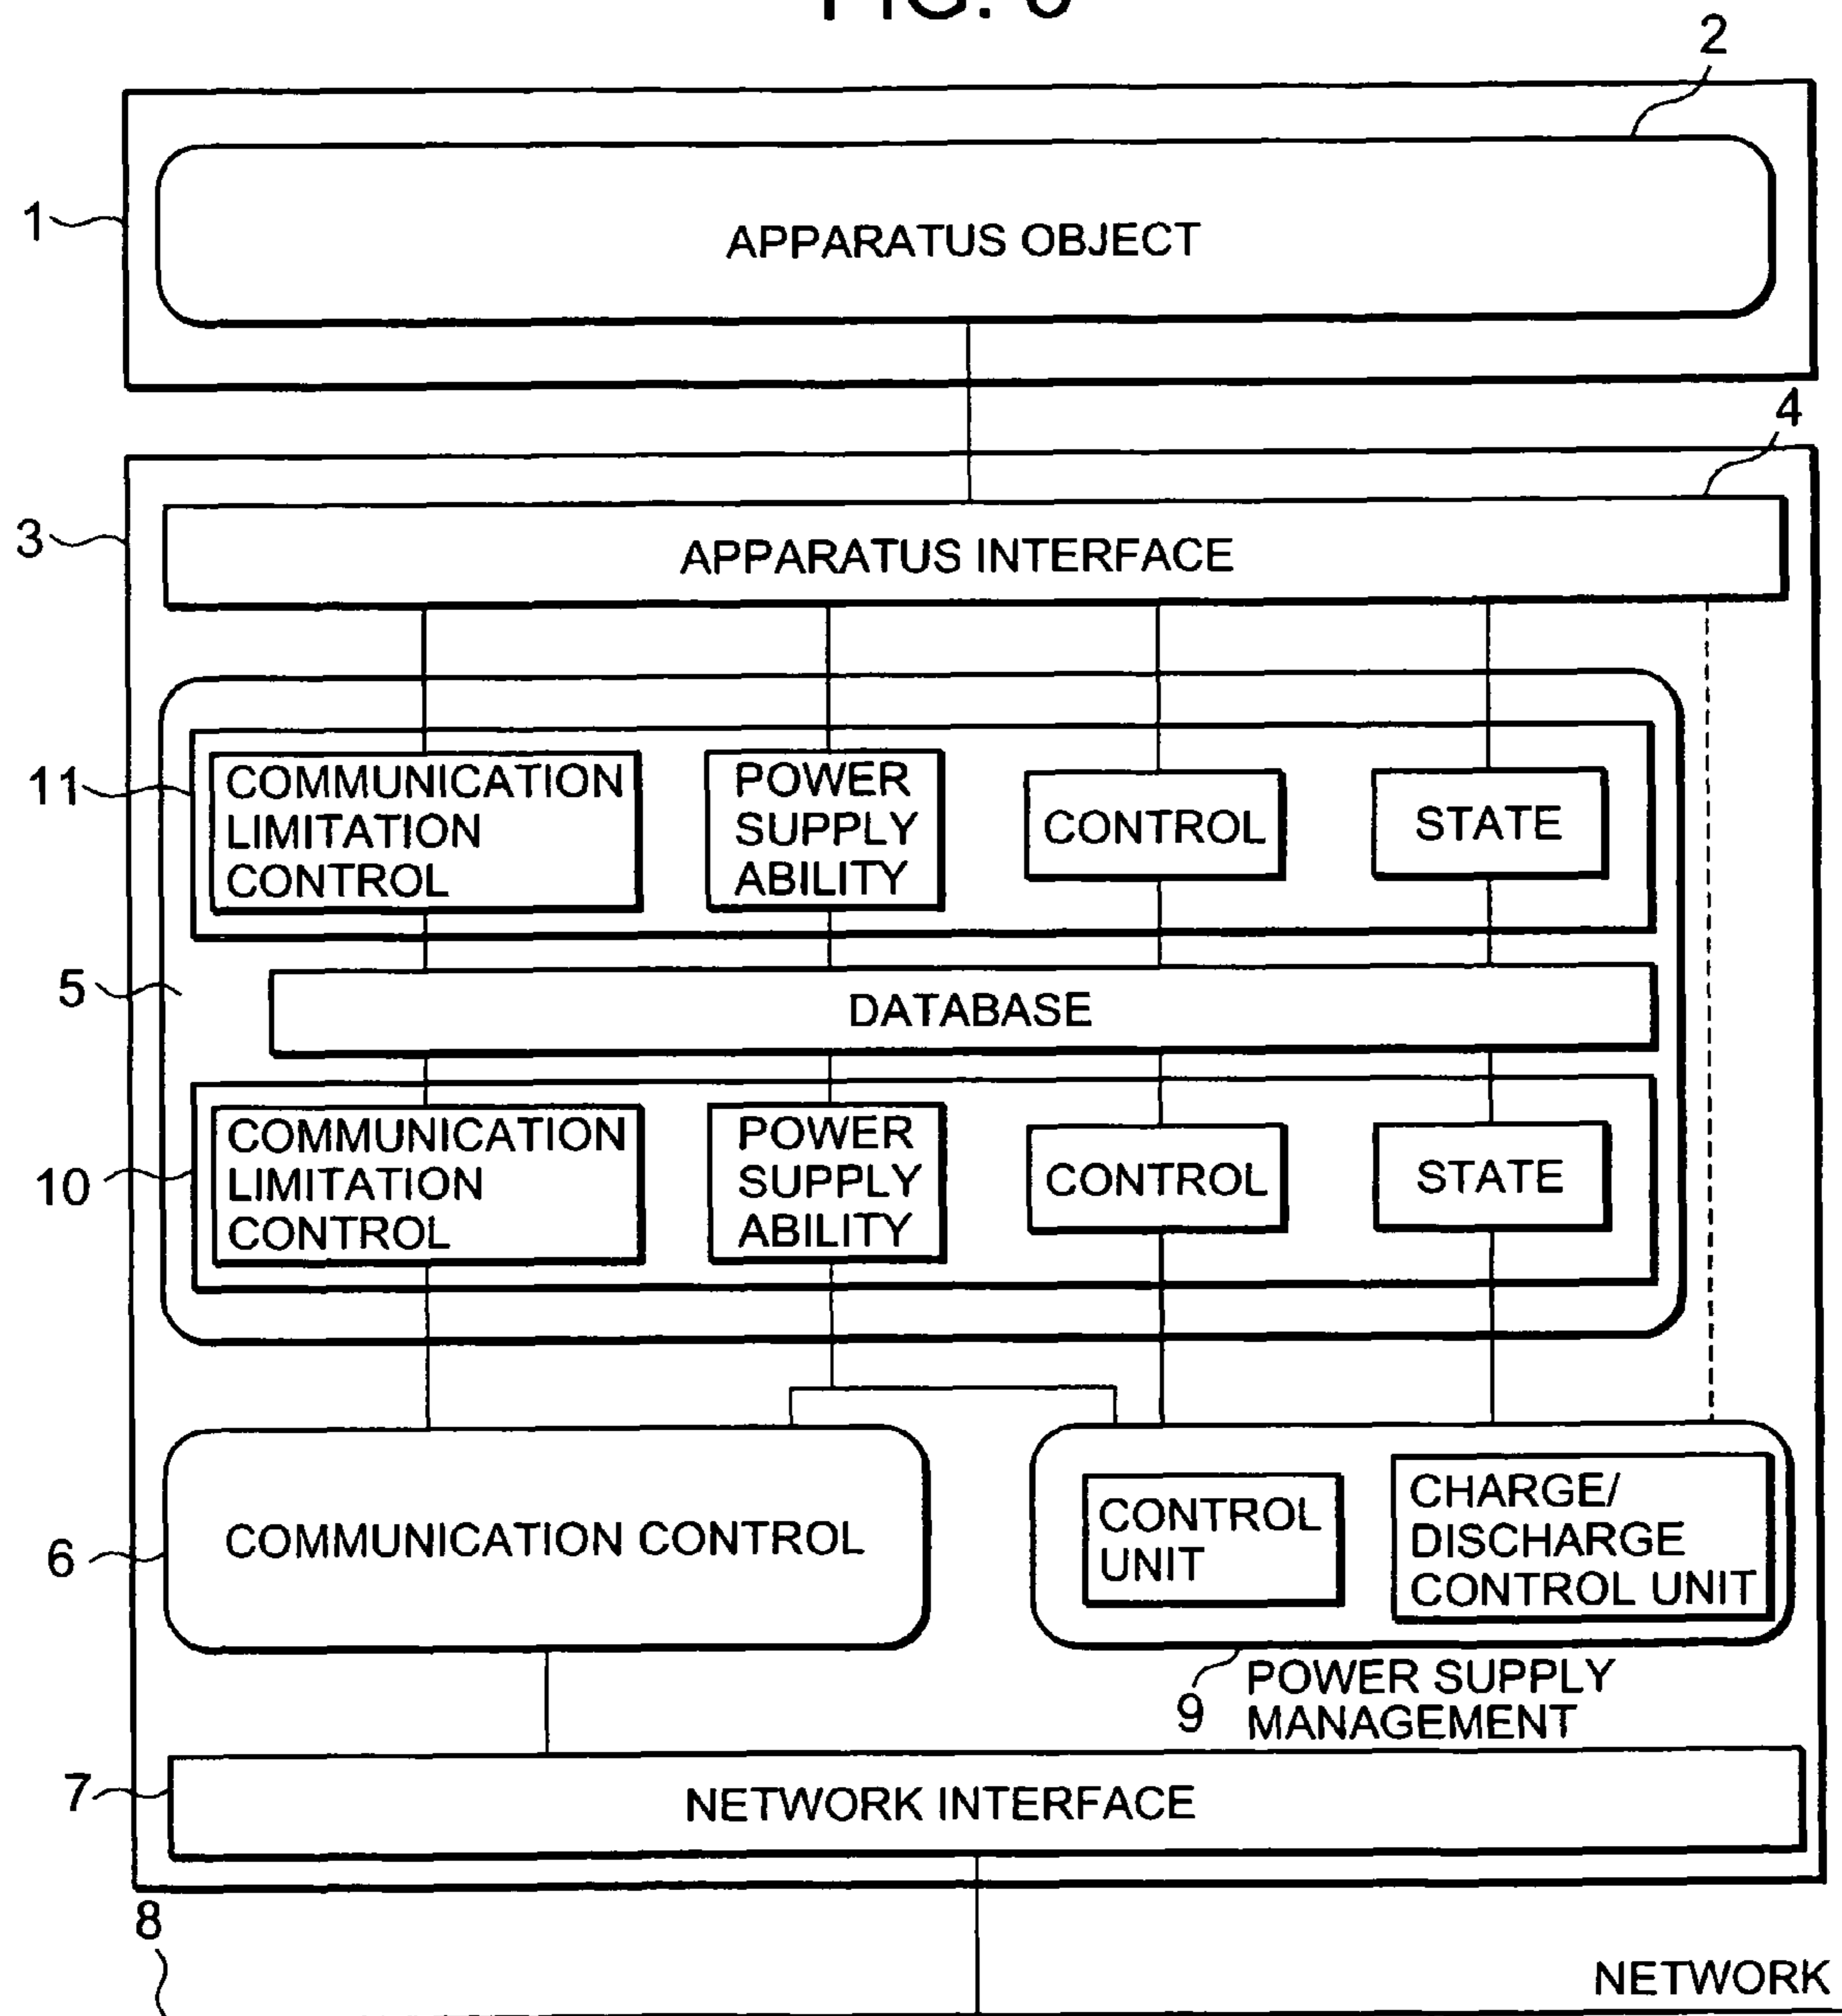 FIG.
2
1
APPARATUS OBJECT
4
3
APPARATUS INTERFACE
11
COMMUNICATION
LIMITATION
CONTROL
POWER
SUPPLY
ABILITY
CONTROL
STATE
5
DATABASE
10
COMMUNICATION
LIMITATION
CONTROL
POWER
SUPPLY
ABILITY
CONTROL
STATE
6
COMMUNICATION CONTROL
CONTROL
UNIT
CHARGE/
DISCHARGE
CONTROL UNIT
9
POWER SUPPLY
MANAGEMENT
7
NETWORK INTERFACE
8
NETWORK